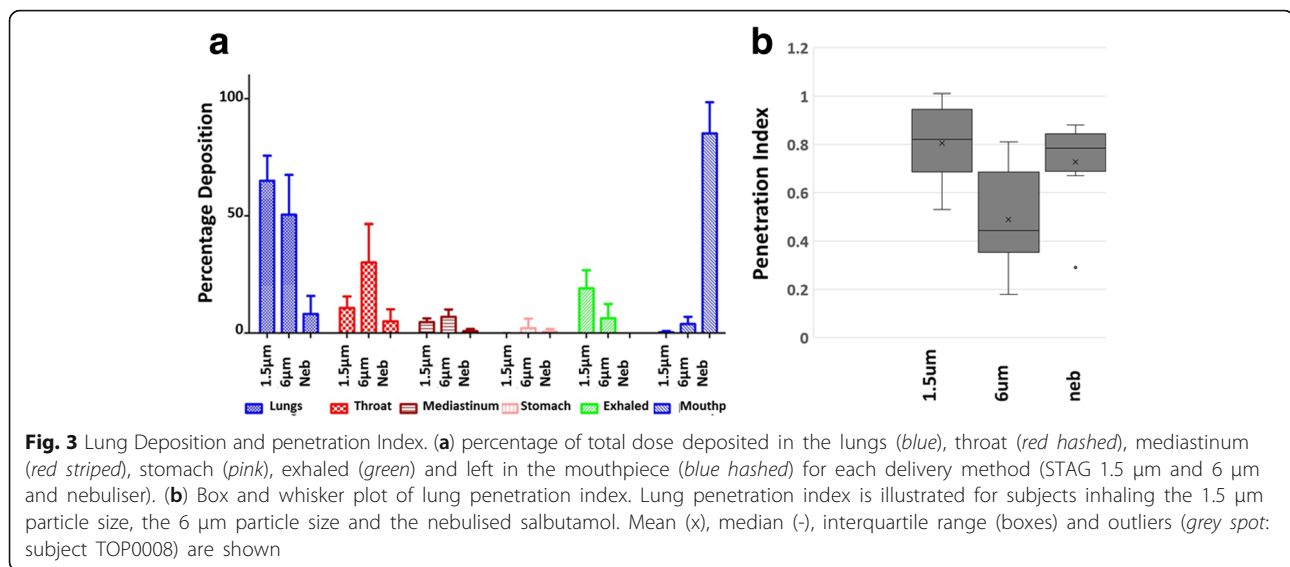 a
b
Percentage Deposition
100
50
0
1.5µm
6µm
Neb
1.5µm
6µm
Neb
1.5µm
6µm
Neb
1.5µm
6µm
Neb
1.5µm
6µm
Neb
1.5µm
6µm
Neb
Lungs Throat Mediastinum Stomach Exhaled Mouthp
Penetration Index
1.2
1
0.8
0.6
0.4
0.2
0
1.5um
6um
neb
Fig. 3 Lung Deposition and penetration Index. (a) percentage of total dose deposited in the lungs (blue), throat (red hashed), mediastinum
(red striped), stomach (pink), exhaled (green) and left in the mouthpiece (blue hashed) for each delivery method (STAG 1.5 µm and 6 µm
and nebuliser). (b) Box and whisker plot of lung penetration index. Lung penetration index is illustrated for subjects inhaling the 1.5 µm
particle size, the 6 µm particle size and the nebulised salbutamol. Mean (x), median (-), interquartile range (boxes) and outliers (grey spot:
subject TOP0008) are shown